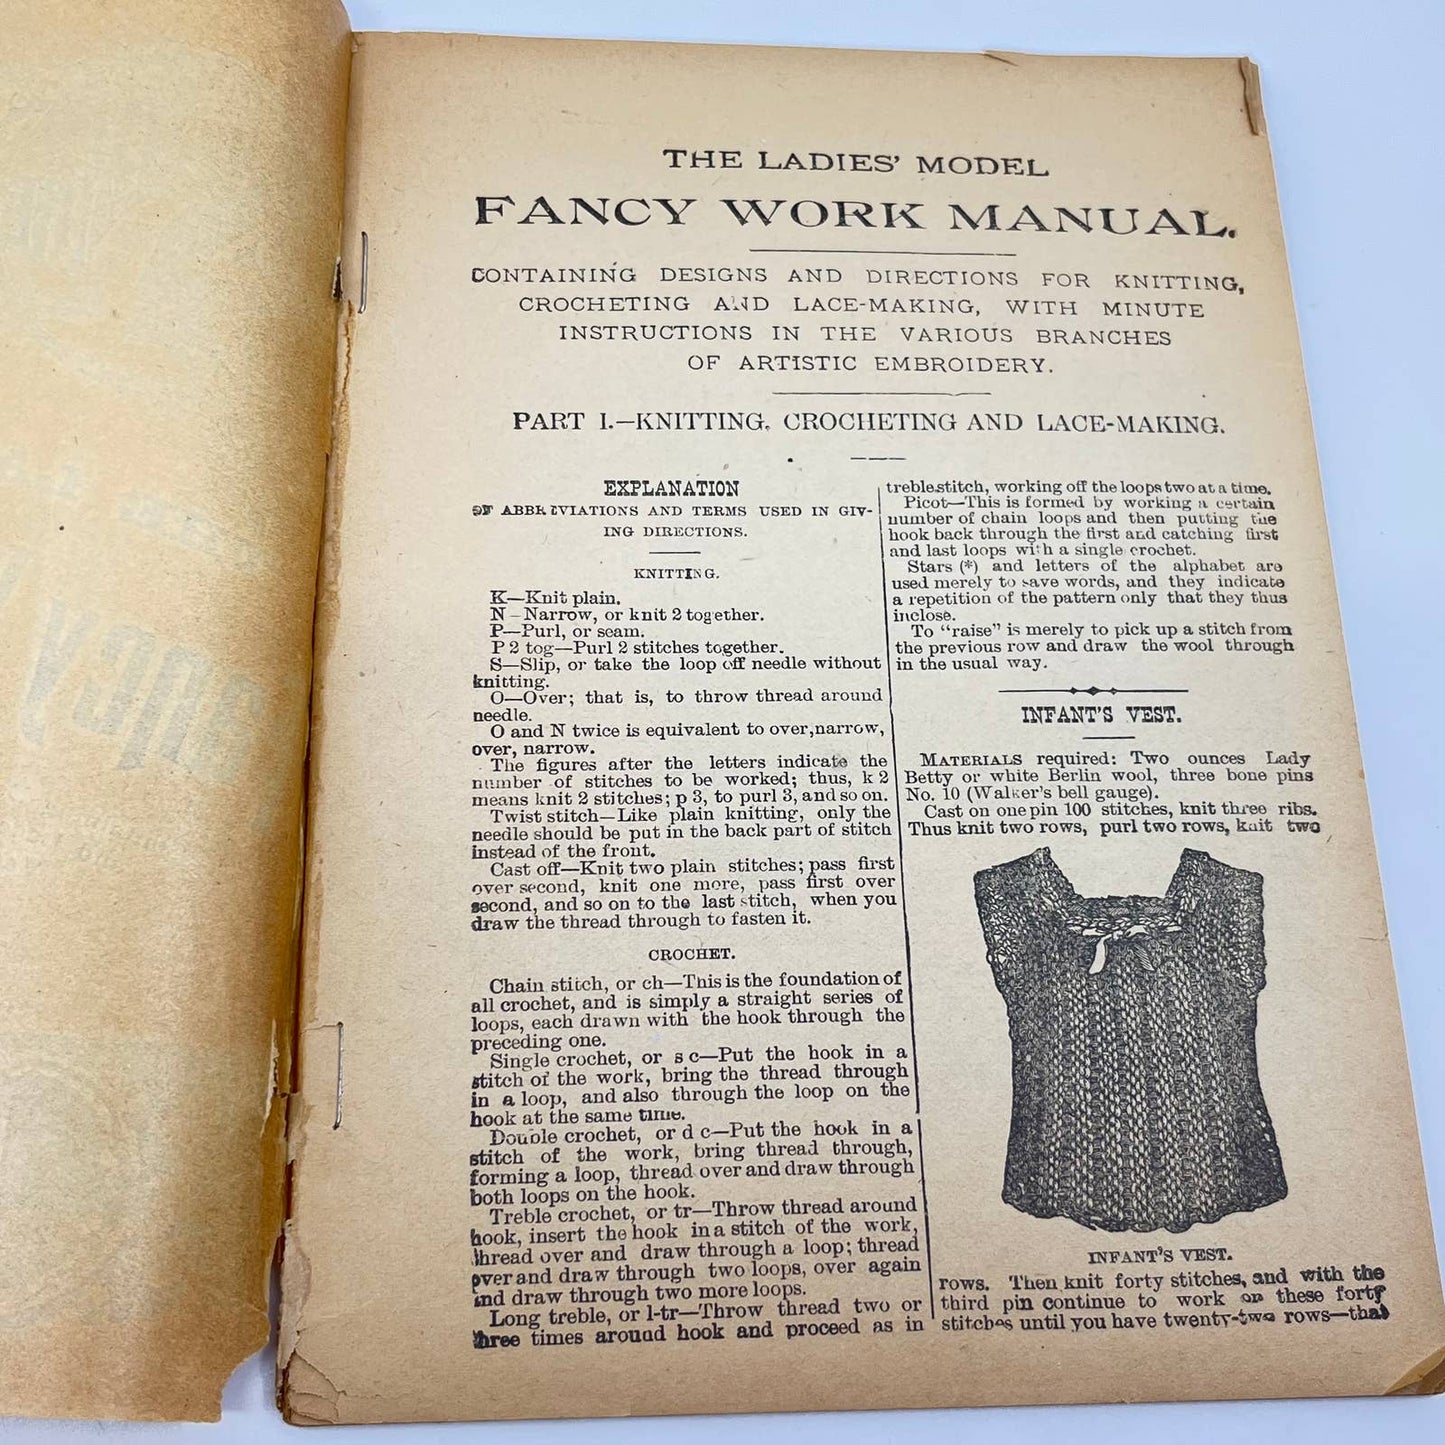 THE LADIES' MODEL
FANCY WORK MANUAL.
CONTAINING DESIGNS AND DIRECTIONS FOR KNITTING,
CROCHETING AND LACE-MAKING, WITH MINUTE
INSTRUCTIONS IN THE VARIOUS BRANCHES
OF ARTISTIC EMBROIDERY.
PART I.—KNITTING, CROCHETING AND LACE-MAKING.
EXPLANATION
OF ABBREVIATIONS AND TERMS USED IN GIV-
ING DIRECTIONS.
KNITTING.
K—Knit plain.
N—Narrow, or knit 2 together.
P—Purl, or seam.
P 2 tog—Purl 2 stitches together.
S—Slip, or take the loop off needle without
knitting.
O—Over; that is, to throw thread around
needle.
O and N twice is equivalent to over, narrow,
over, narrow.
The figures after the letters indicate the
number of stitches to be worked; thus, k 2
means knit 2 stitches; p 3, to purl 3, and so on.
Twist stitch—Like plain knitting, only the
needle should be put in the back part of stitch
instead of the front.
Cast off—Knit two plain stitches; pass first
over second, knit one more, pass first over
second, and so on to the last stitch, when you
draw the thread through to fasten it.
CROCHET.
Chain stitch, or ch—This is the foundation of
all crochet, and is simply a straight series of
loops, each drawn with the hook through the
preceding one.
Single crochet, or s c—Put the hook in a
stitch of the work, bring the thread through
in a loop, and also through the loop on the
hook at the same time.
Double crochet, or d c—Put the hook in a
stitch of the work, bring thread through,
forming a loop, thread over and draw through
both loops on the hook.
Treble crochet, or tr—Throw thread around
hook, insert the hook in a stitch of the work,
thread over and draw through a loop; thread
over and draw through two loops, over again
and draw through two more loops.
Long treble, or l-tr—Throw thread two or
three times around hook and proceed as in
treble stitch, working off the loops two at a time.
Picot—This is formed by working a certain
number of chain loops and then putting the
hook back through the first and catching first
and last loops with a single crochet.
Stars (*) and letters of the alphabet are
used merely to save words, and they indicate
a repetition of the pattern only that they thus
inclose.
To "raise" is merely to pick up a stitch from
the previous row and draw the wool through
in the usual way.
INFANT'S VEST.
MATERIALS required: Two ounces Lady
Betty or white Berlin wool, three bone pins
No. 10 (Walker's bell gauge).
Cast on one pin 100 stitches, knit three ribs.
Thus knit two rows, purl two rows, knit two
INFANT'S VEST.
rows. Then knit forty stitches, and with the
third pin continue to work on these forty
stitches until you have twenty-two rows—that